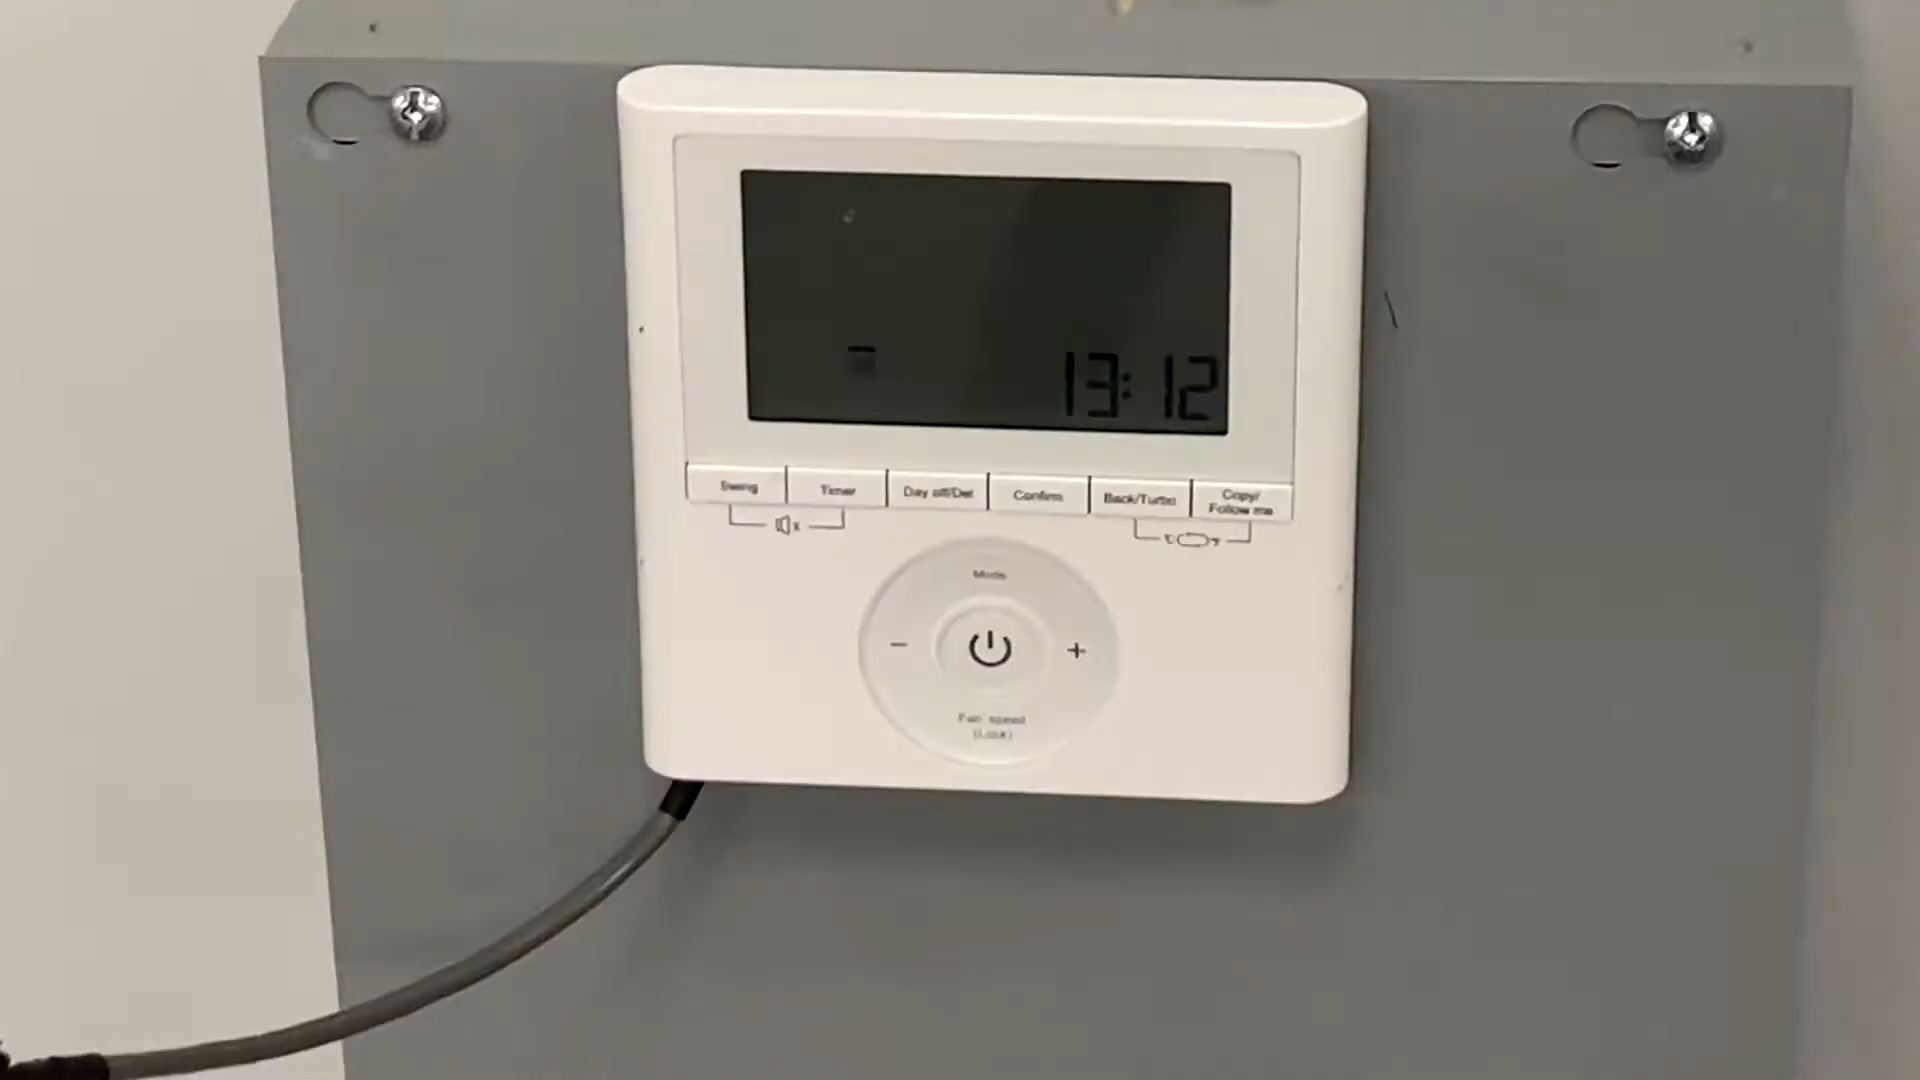 13:12
Swing Timer Day off/Del Confirm Back/Turbo Copy/
Follow me
°C °F
Mode
− +
Fan speed
(Lock)